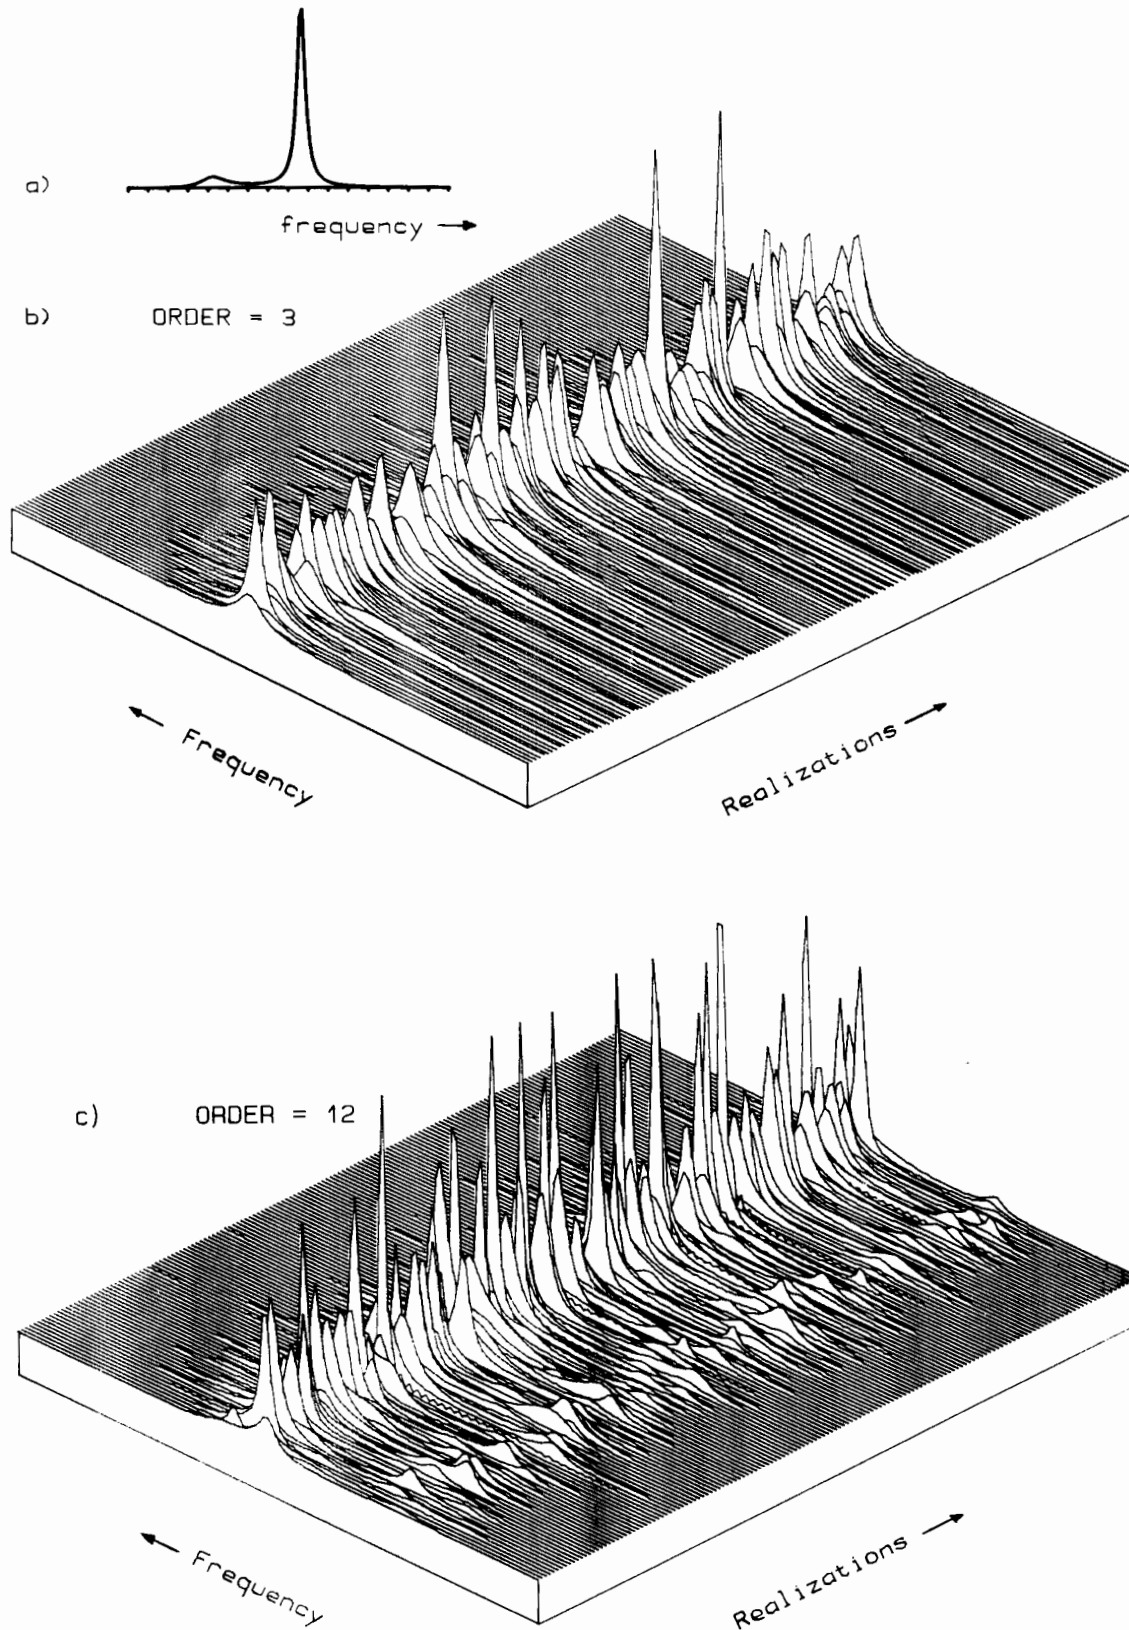 a)
frequency
b) ORDER = 3
Frequency
Realizations
c) ORDER = 12
Frequency
Realizations